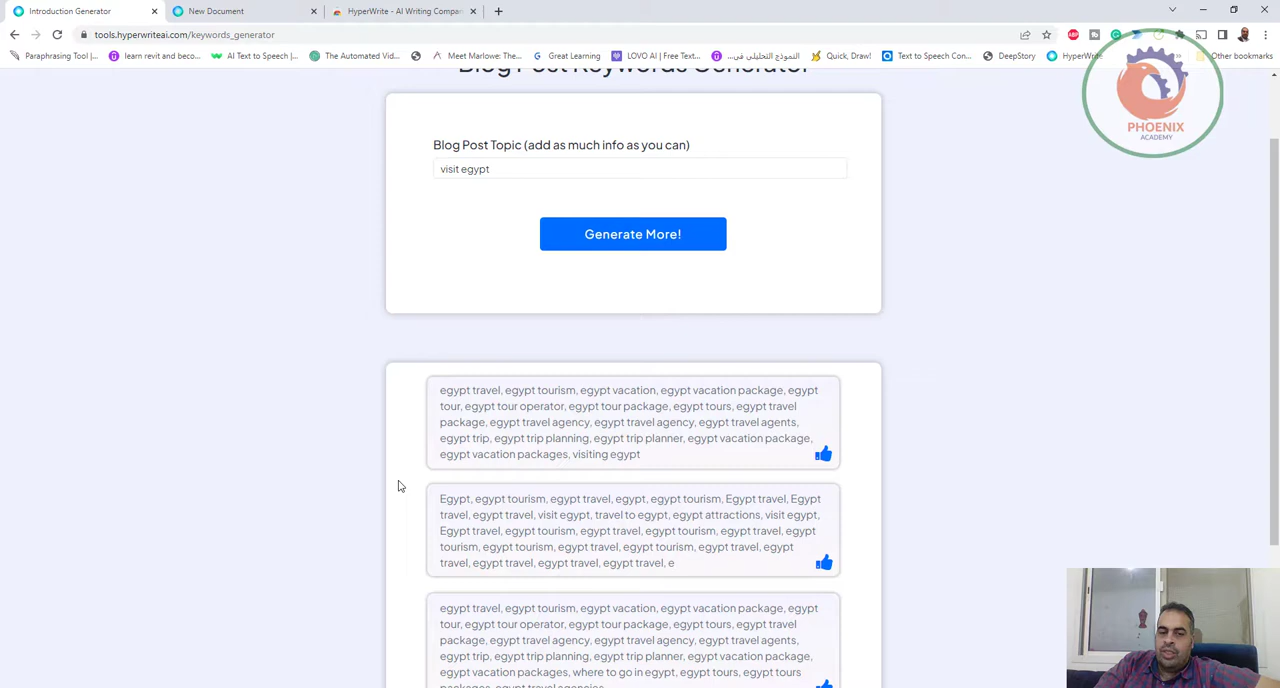 Introduction Generator
New Document
HyperWrite - AI Writing Compan
tools.hyperwriteai.com/keywords_generator
Paraphrasing Tool |...
learn revit and beco...
AI Text to Speech |...
The Automated Vid...
Meet Marlowe: The...
Great Learning
LOVO AI | Free Text...
النموذج التحليلى فى...
Quick, Draw!
Text to Speech Con...
DeepStory
HyperWrite
Other bookmarks
PHOENIX
ACADEMY
Blog Post Keywords Generator
Blog Post Topic (add as much info as you can)
visit egypt
Generate More!
egypt travel, egypt tourism, egypt vacation, egypt vacation package, egypt
tour, egypt tour operator, egypt tour package, egypt tours, egypt travel
package, egypt travel agency, egypt travel agency, egypt travel agents,
egypt trip, egypt trip planning, egypt trip planner, egypt vacation package,
egypt vacation packages, visiting egypt
Egypt, egypt tourism, egypt travel, egypt, egypt tourism, Egypt travel, Egypt
travel, egypt travel, visit egypt, travel to egypt, egypt attractions, visit egypt,
Egypt travel, egypt tourism, egypt travel, egypt tourism, egypt travel, egypt
tourism, egypt tourism, egypt travel, egypt tourism, egypt travel, egypt
travel, egypt travel, egypt travel, egypt travel, e
egypt travel, egypt tourism, egypt vacation, egypt vacation package, egypt
tour, egypt tour operator, egypt tour package, egypt tours, egypt travel
package, egypt travel agency, egypt travel agency, egypt travel agents,
egypt trip, egypt trip planning, egypt trip planner, egypt vacation package,
egypt vacation packages, where to go in egypt, egypt tours, egypt tours
packages, egypt travel agencies